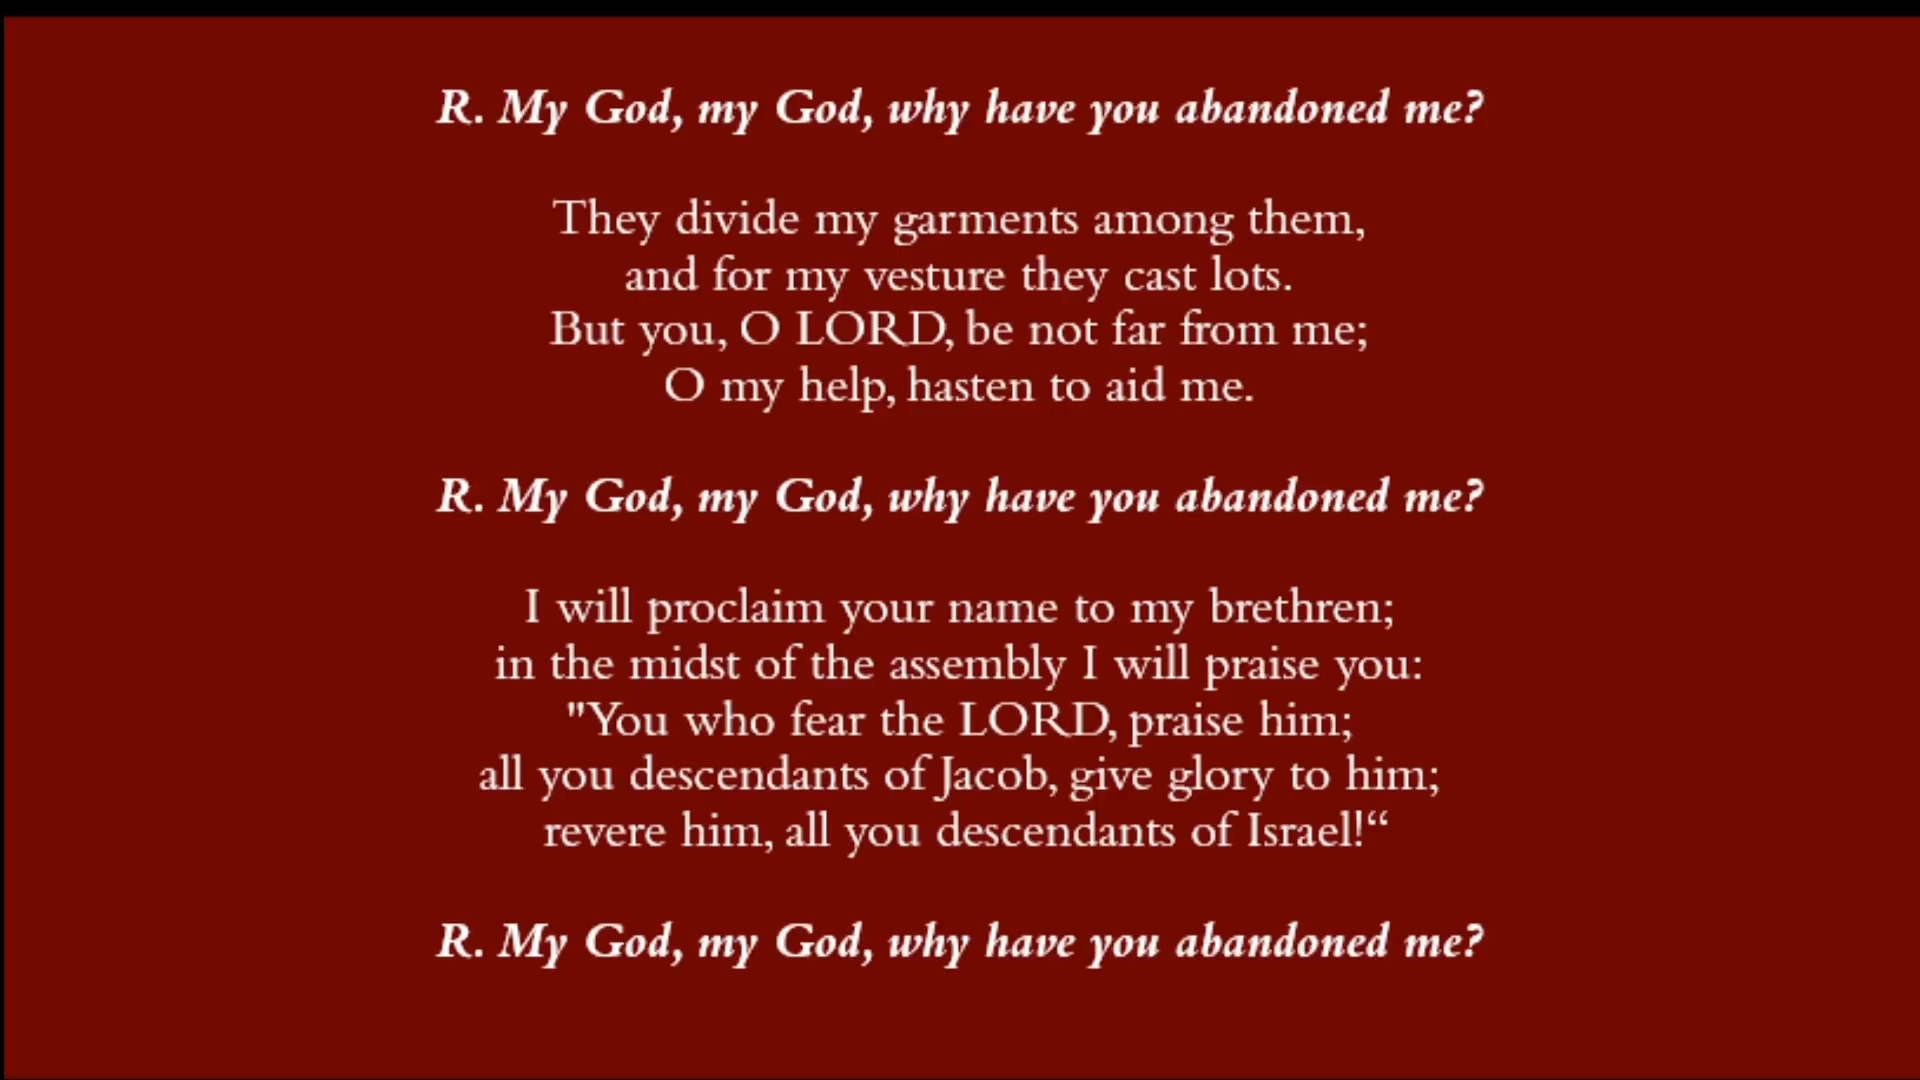 R. My God, my God, why have you abandoned me?
They divide my garments among them,
and for my vesture they cast lots.
But you, O LORD, be not far from me;
O my help, hasten to aid me.
R. My God, my God, why have you abandoned me?
I will proclaim your name to my brethren;
in the midst of the assembly I will praise you:
"You who fear the LORD, praise him;
all you descendants of Jacob, give glory to him;
revere him, all you descendants of Israel!“
R. My God, my God, why have you abandoned me?